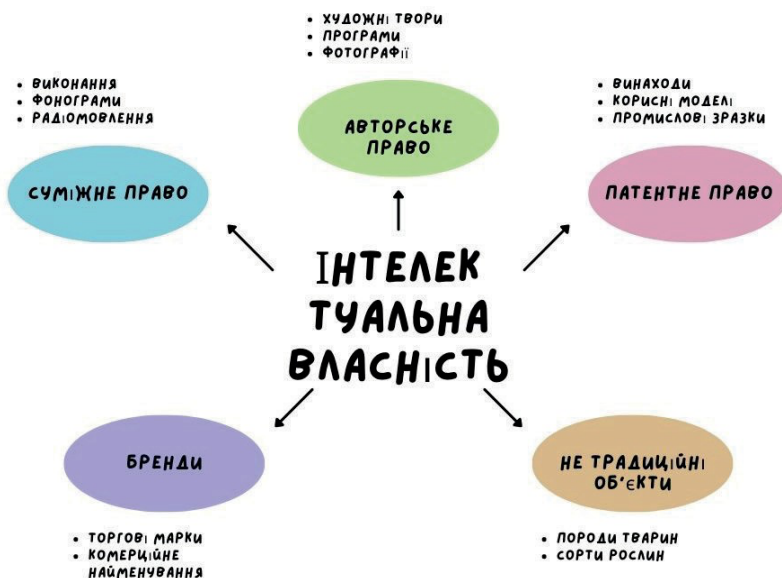 • ХУДОЖНІ ТВОРИ
• ПРОГРАМИ
• ФОТОГРАФІЇ
АВТОРСЬКЕ
ПРАВО
• ВИКОНАННЯ
• ФОНОГРАМИ
• РАДІОМОВЛЕННЯ
СУМІЖНЕ ПРАВО
• ВИНАХОДИ
• КОРИСНІ МОДЕЛІ
• ПРОМИСЛОВІ ЗРАЗКИ
ПАТЕНТНЕ ПРАВО
ІНТЕЛЕК
ТУАЛЬНА
ВЛАСНІСТЬ
БРЕНДИ
• ТОРГОВІ МАРКИ
• КОМЕРЦІЙНЕ
НАЙМЕНУВАННЯ
НЕ ТРАДИЦІЙНІ
ОБ'ЄКТИ
• ПОРОДИ ТВАРИН
• СОРТИ РОСЛИН